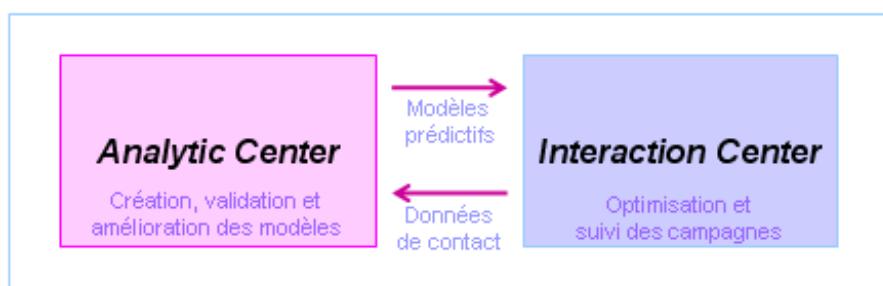 Analytic Center
Création, validation et
amélioration des modèles
Modèles
prédictifs
Données
de contact
Interaction Center
Optimisation et
suivi des campagnes